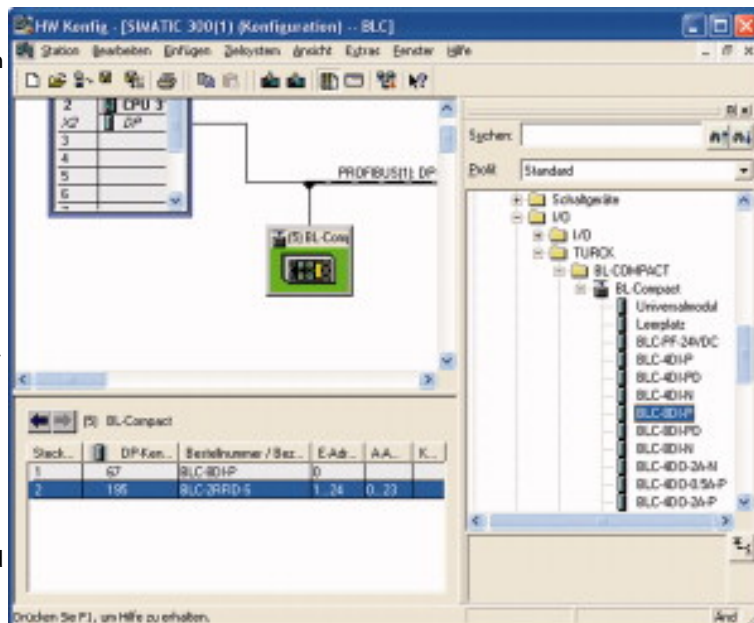 HW Konfig - [SIMATIC 300(1) (Konfiguration) -- BLC]
Station Bearbeiten Einfügen Zielsystem Ansicht Extras Fenster Hilfe
2 CPU 3
X2 DP
3
4
5
6
PROFIBUS(1): DP
(5) BL-Comp
Suchen:
Profil: Standard
Schaltgeräte
I/O
I/O
TURCK
BL-COMPACT
BL Compact
Universalmodul
Leerplatz
BLC-PF-24VDC
BLC-4DI-P
BLC-4DI-PD
BLC-4DI-N
BLC-8DI-P
BLC-8DI-PD
BLC-8DI-N
BLC-4DO-2A-N
BLC-4DO-0.5A-P
BLC-4DO-2A-P
(5) BL-Compact
Steck... DP-Ken... Bestellnummer / Bez... E-Adr... A-A... K...
1 67 BLC-8DI-P 0
2 195 BLC-2RFID-S 1...24 0...23
Drücken Sie F1, um Hilfe zu erhalten.
Änd